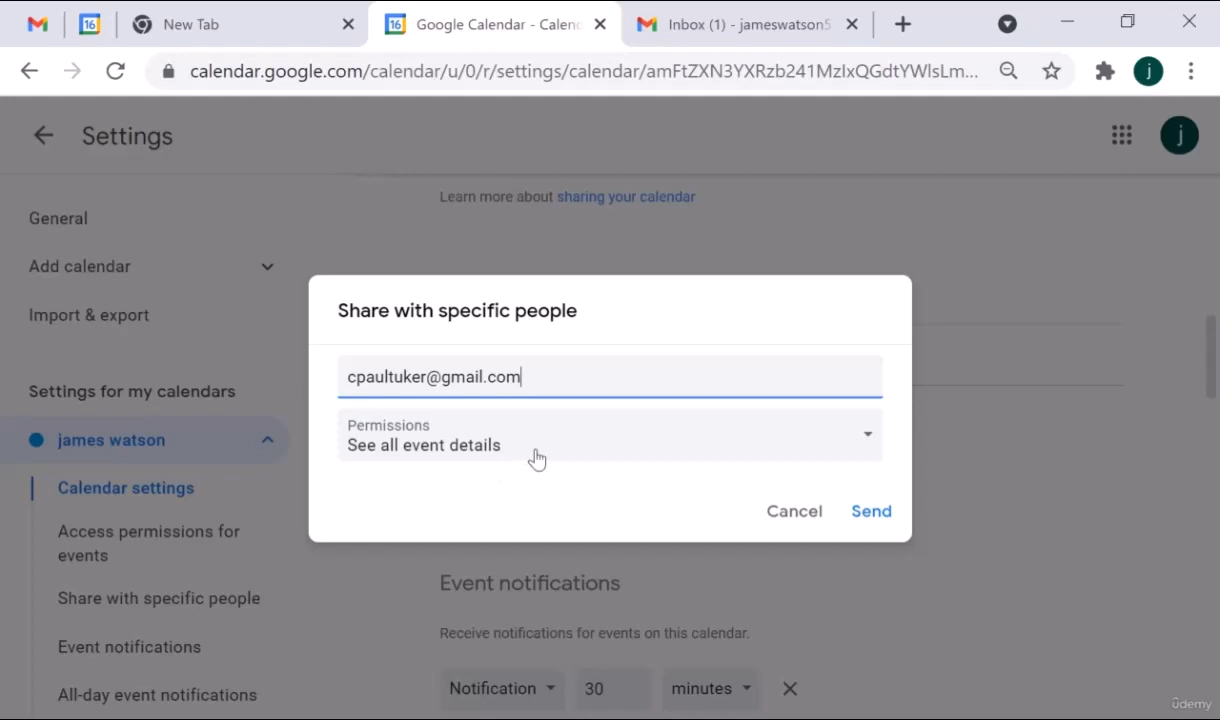 16
New Tab
16
Google Calendar - Calen
Inbox (1) - jameswatson5
calendar.google.com/calendar/u/0/r/settings/calendar/amFtZXN3YXRzb241MzIxQGdtYWlsLm...
j
Settings
j
Learn more about sharing your calendar
General
Add calendar
Import & export
Share with specific people
cpaultuker@gmail.com
Permissions
See all event details
Cancel
Send
Settings for my calendars
james watson
Calendar settings
Access permissions for
events
Share with specific people
Event notifications
All-day event notifications
Event notifications
Receive notifications for events on this calendar.
Notification
30
minutes
ûdemy